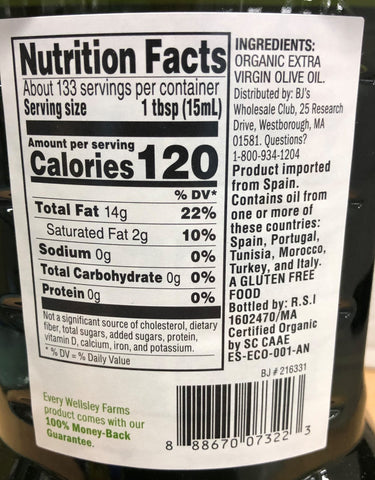 Nutrition Facts
About 133 servings per container
Serving size 1 tbsp (15mL)
Amount per serving
Calories 120
% DV*
Total Fat 14g 22%
Saturated Fat 2g 10%
Sodium 0g 0%
Total Carbohydrate 0g 0%
Protein 0g 0%
Not a significant source of cholesterol, dietary
fiber, total sugars, added sugars, protein,
vitamin D, calcium, iron, and potassium.
* % DV = % Daily Value
INGREDIENTS:
ORGANIC EXTRA
VIRGIN OLIVE OIL.
Distributed by: BJ's
Wholesale Club, 25 Research
Drive, Westborough, MA
01581. Questions?
1-800-934-1204
Product imported
from Spain.
Contains oil from
one or more of
these countries:
Spain, Portugal,
Tunisia, Morocco,
Turkey, and Italy.
A GLUTEN FREE
FOOD
Bottled by: R.S.I
1602470/MA
Certified Organic
by SC CAAE
ES-ECO-001-AN
BJ # 216331
Every Wellsley Farms
product comes with our
100% Money-Back
Guarantee.
8 88670 07322 3